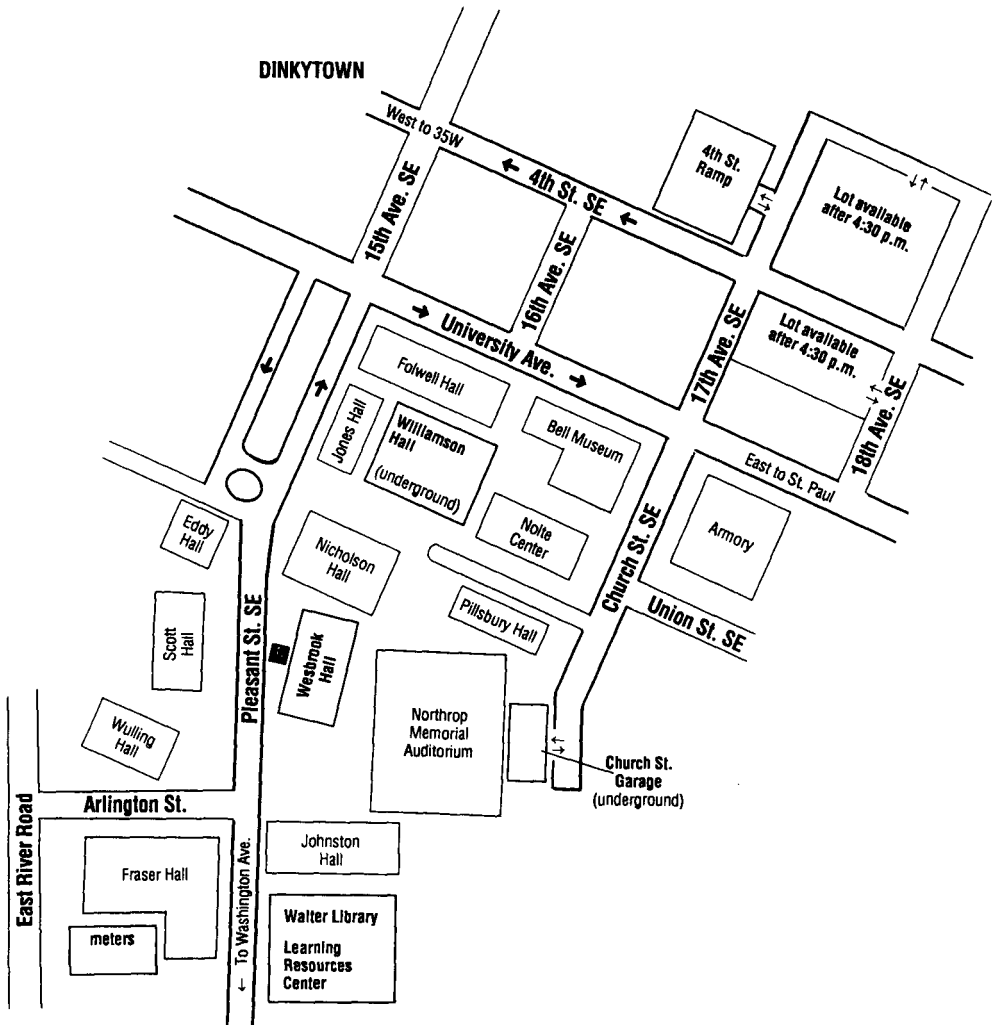 DINKYTOWN
West to 35W
4th St. SE
4th St.
Ramp
Lot available
after 4:30 p.m.
15th Ave. SE
16th Ave. SE
17th Ave. SE
Lot available
after 4:30 p.m.
18th Ave. SE
University Ave.
East to St. Paul
Folwell Hall
Jones Hall
Williamson
Hall
(underground)
Bell Museum
Nolte
Center
Church St. SE
Armory
Union St. SE
Eddy
Hall
Nicholson
Hall
Pillsbury Hall
Scott
Hall
Pleasant St. SE
Wesbrook
Hall
Wulling
Hall
Northrop
Memorial
Auditorium
Church St.
Garage
(underground)
East River Road
Arlington St.
Fraser Hall
meters
To Washington Ave.
Johnston
Hall
Walter Library
Learning
Resources
Center